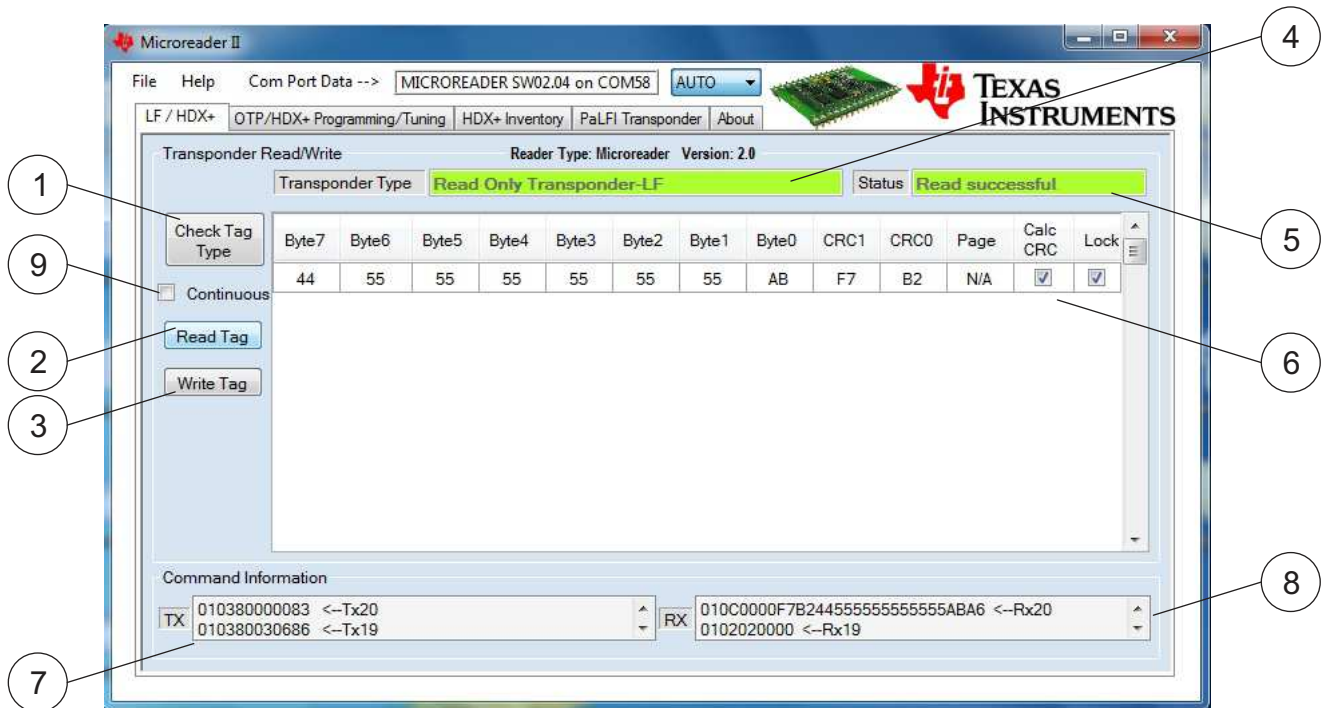 4
Microreader II
File Help Com Port Data --> MICROREADER SW02.04 on COM58 AUTO
TEXAS INSTRUMENTS
LF / HDX+ OTP/HDX+ Programming/Tuning HDX+ Inventory PaLFI Transponder About
Transponder Read/Write Reader Type: Microreader Version: 2.0
1
Transponder Type Read Only Transponder-LF Status Read successful
5
Check Tag Type
Byte7 Byte6 Byte5 Byte4 Byte3 Byte2 Byte1 Byte0 CRC1 CRC0 Page Calc CRC Lock
9
44 55 55 55 55 55 55 AB F7 B2 N/A
Continuous
2
Read Tag
6
3
Write Tag
Command Information
8
TX
010380000083 <--Tx20
010380030686 <--Tx19
RX
010C0000F7B244555555555555ABA6 <--Rx20
0102020000 <--Rx19
7